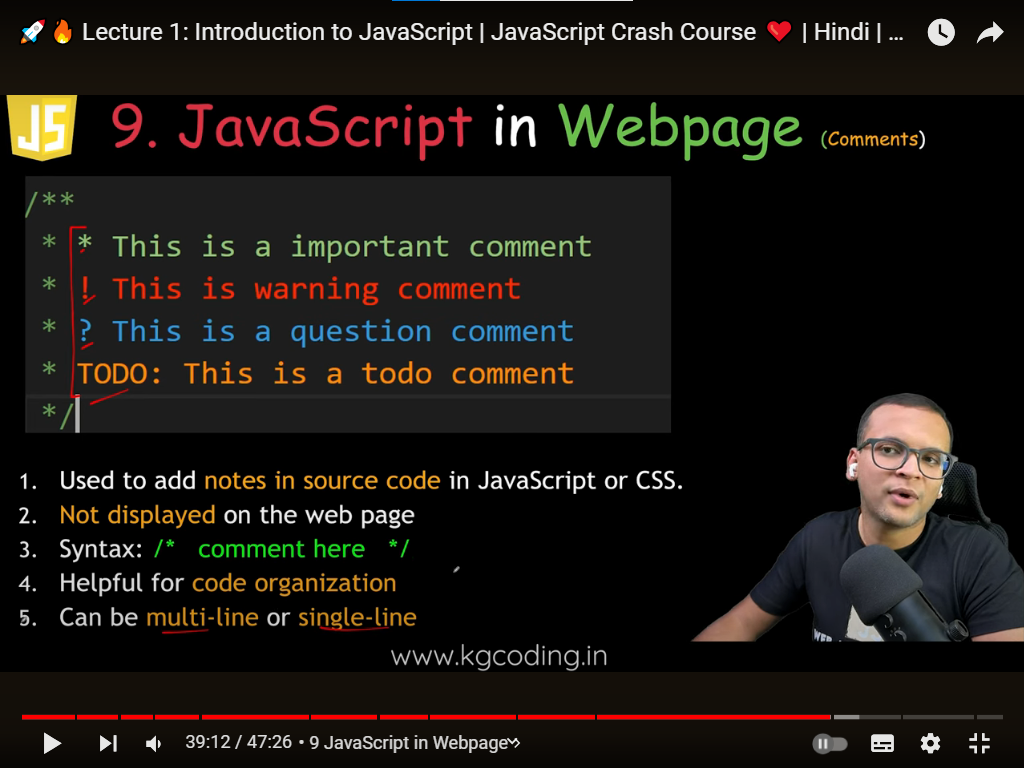 🚀🔥 Lecture 1: Introduction to JavaScript | JavaScript Crash Course ❤️ | Hindi | ...
JS
9. JavaScript in Webpage (Comments)
/**
* * This is a important comment
* ! This is warning comment
* ? This is a question comment
* TODO: This is a todo comment
*/
1. Used to add notes in source code in JavaScript or CSS.
2. Not displayed on the web page
3. Syntax: /* comment here */
4. Helpful for code organization
5. Can be multi-line or single-line
www.kgcoding.in
39:12 / 47:26 • 9 JavaScript in Webpage